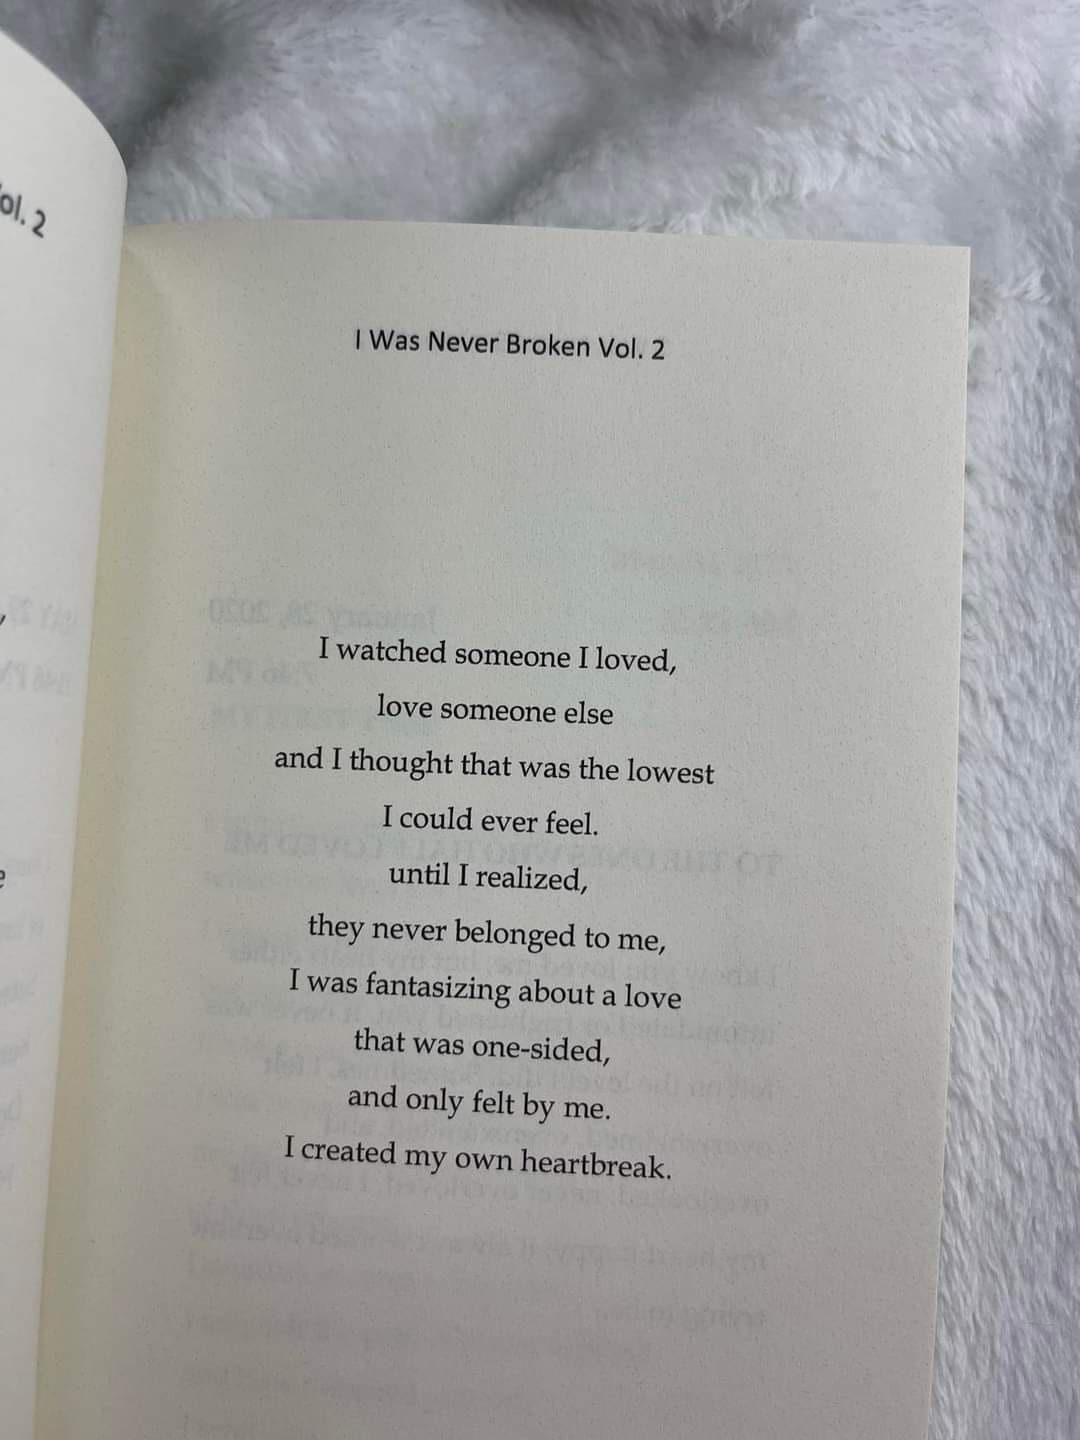 ol. 2
I Was Never Broken Vol. 2
I watched someone I loved,
love someone else
and I thought that was the lowest
I could ever feel.
until I realized,
they never belonged to me,
I was fantasizing about a love
that was one-sided,
and only felt by me.
I created my own heartbreak.